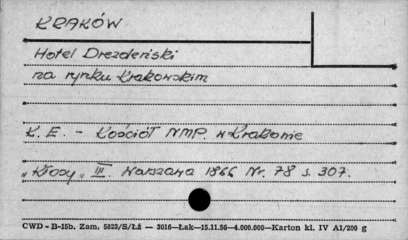 KRAKÓW
Hotel Drezdeński
na rynku Krakowskim
K. E. - Kościół NMP. w Krakowie
"Kłosy" III. Warszawa 1866 Nr. 78 s. 307.
CWD - B-15b. Zam. 5823/S/Łż — 3016—Łak—15.11.56—4.000.000—Karton kl. IV A1/200 g